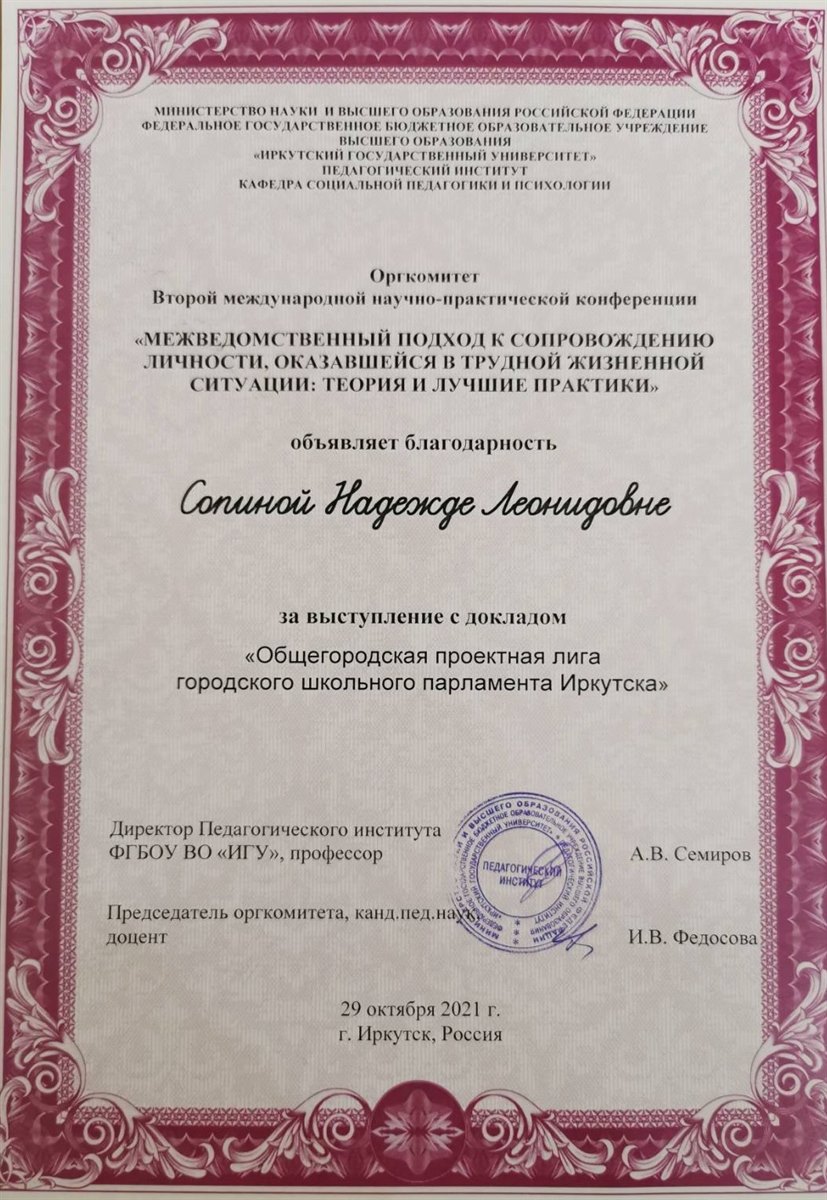 МИНИСТЕРСТВО НАУКИ И ВЫСШЕГО ОБРАЗОВАНИЯ РОССИЙСКОЙ ФЕДЕРАЦИИ
ФЕДЕРАЛЬНОЕ ГОСУДАРСТВЕННОЕ БЮДЖЕТНОЕ ОБРАЗОВАТЕЛЬНОЕ УЧРЕЖДЕНИЕ
ВЫСШЕГО ОБРАЗОВАНИЯ
«ИРКУТСКИЙ ГОСУДАРСТВЕННЫЙ УНИВЕРСИТЕТ»
ПЕДАГОГИЧЕСКИЙ ИНСТИТУТ
КАФЕДРА СОЦИАЛЬНОЙ ПЕДАГОГИКИ И ПСИХОЛОГИИ
Оргкомитет
Второй международной научно-практической конференции
«МЕЖВЕДОМСТВЕННЫЙ ПОДХОД К СОПРОВОЖДЕНИЮ
ЛИЧНОСТИ, ОКАЗАВШЕЙСЯ В ТРУДНОЙ ЖИЗНЕННОЙ
СИТУАЦИИ: ТЕОРИЯ И ЛУЧШИЕ ПРАКТИКИ»
объявляет благодарность
Сопиной Надежде Леонидовне
за выступление с докладом
«Общегородская проектная лига
городского школьного парламента Иркутска»
Директор Педагогического института
ФГБОУ ВО «ИГУ», профессор
А.В. Семиров
ПЕДАГОГИЧЕСКИЙ
ИНСТИТУТ
Председатель оргкомитета, канд.пед.наук,
доцент
И.В. Федосова
29 октября 2021 г.
г. Иркутск, Россия